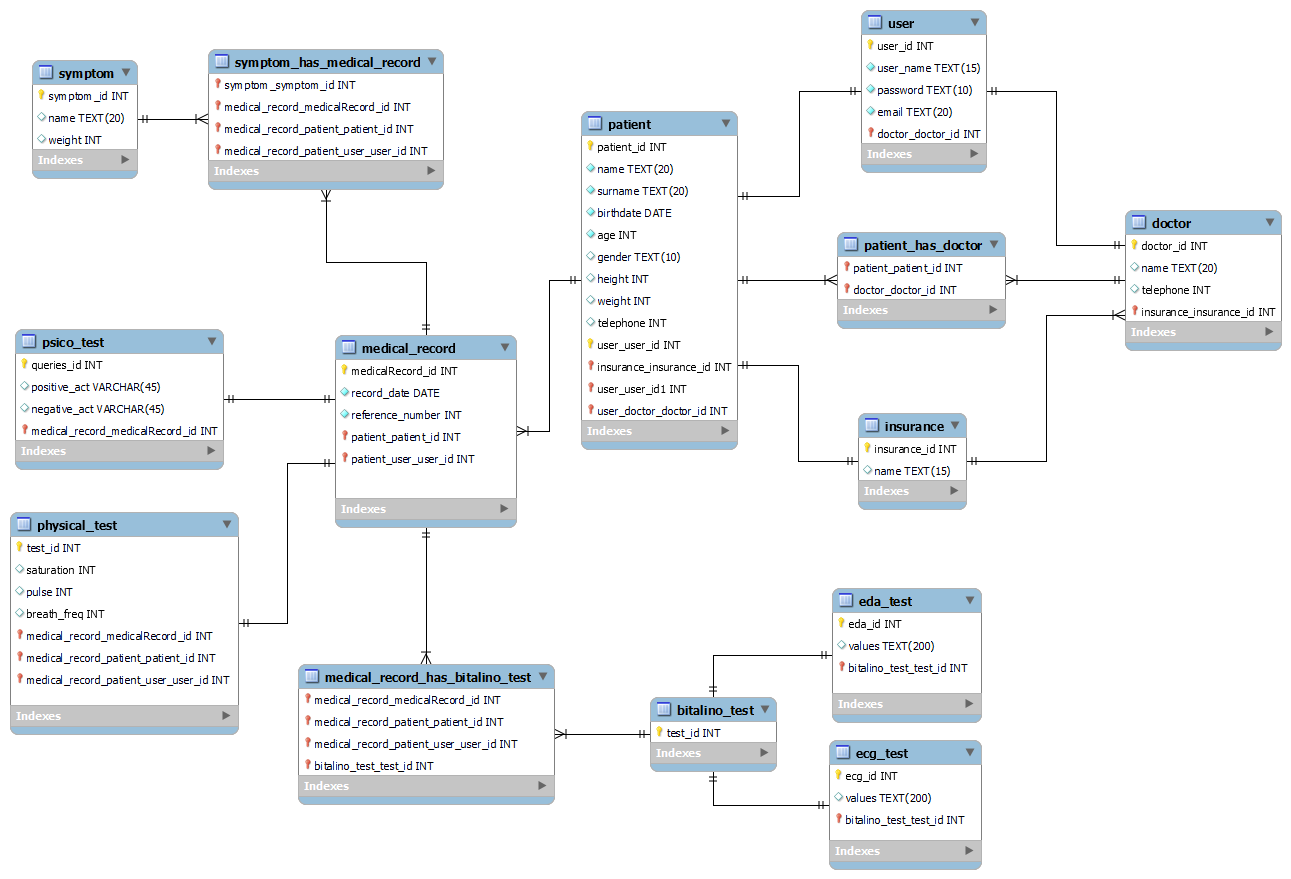 user
user_id INT
user_name TEXT(15)
password TEXT(10)
email TEXT(20)
doctor_doctor_id INT
Indexes
symptom
symptom_id INT
name TEXT(20)
weight INT
Indexes
symptom_has_medical_record
symptom_symptom_id INT
medical_record_medicalRecord_id INT
medical_record_patient_patient_id INT
medical_record_patient_user_user_id INT
Indexes
patient
patient_id INT
name TEXT(20)
surname TEXT(20)
birthdate DATE
age INT
gender TEXT(10)
height INT
weight INT
telephone INT
user_user_id INT
insurance_insurance_id INT
user_user_id1 INT
user_doctor_doctor_id INT
Indexes
patient_has_doctor
patient_patient_id INT
doctor_doctor_id INT
Indexes
doctor
doctor_id INT
name TEXT(20)
telephone INT
insurance_insurance_id INT
Indexes
psico_test
queries_id INT
positive_act VARCHAR(45)
negative_act VARCHAR(45)
medical_record_medicalRecord_id INT
Indexes
medical_record
medicalRecord_id INT
record_date DATE
reference_number INT
patient_patient_id INT
patient_user_user_id INT
Indexes
insurance
insurance_id INT
name TEXT(15)
Indexes
physical_test
test_id INT
saturation INT
pulse INT
breath_freq INT
medical_record_medicalRecord_id INT
medical_record_patient_patient_id INT
medical_record_patient_user_user_id INT
Indexes
medical_record_has_bitalino_test
medical_record_medicalRecord_id INT
medical_record_patient_patient_id INT
medical_record_patient_user_user_id INT
bitalino_test_test_id INT
Indexes
bitalino_test
test_id INT
Indexes
eda_test
eda_id INT
values TEXT(200)
bitalino_test_test_id INT
Indexes
ecg_test
ecg_id INT
values TEXT(200)
bitalino_test_test_id INT
Indexes